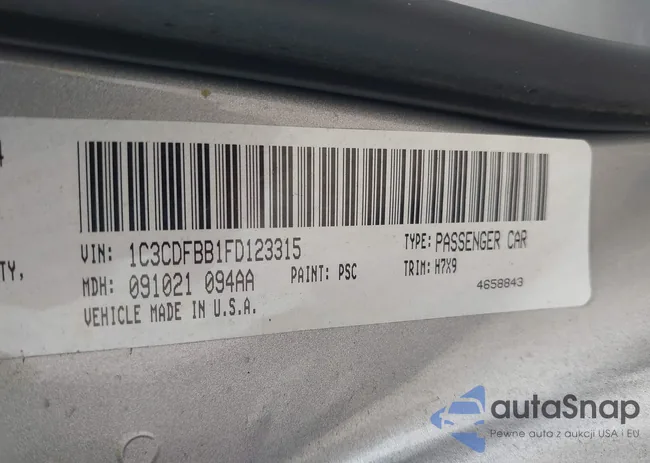 4
VIN: 1C3CDFBB1FD123315
TYPE: PASSENGER CAR
TY,
MDH: 091021 094AA
PAINT: PSC
TRIM: H7X9
VEHICLE MADE IN U.S.A.
4658843
autaSnap
Pewne auta z aukcji USA i EU